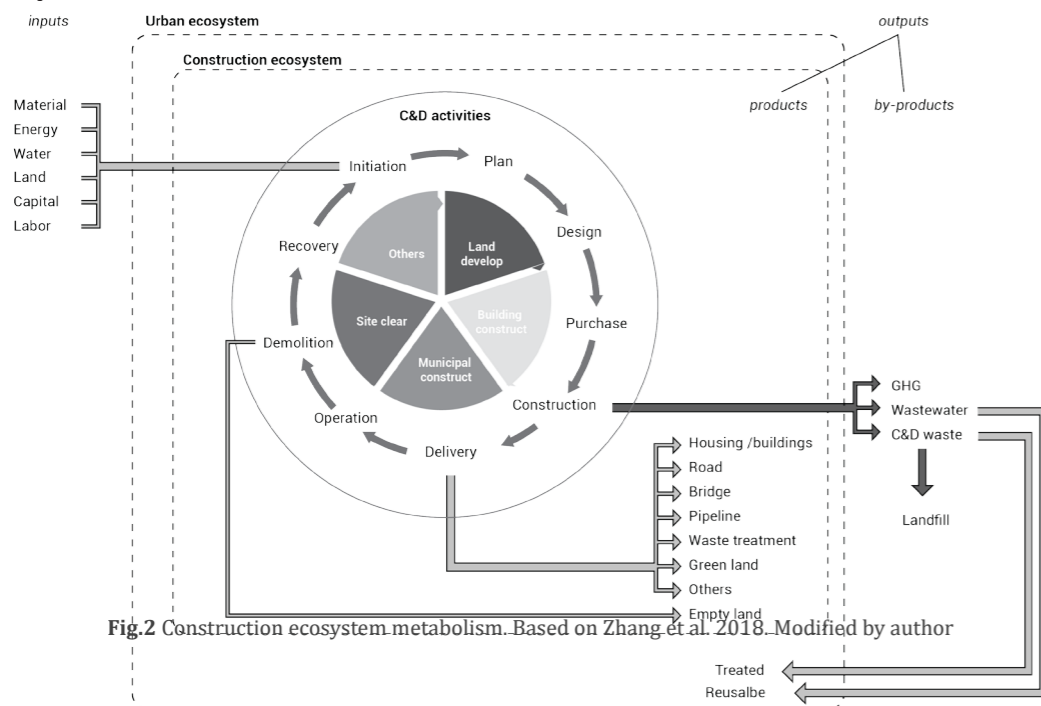 inputs
Urban ecosystem
outputs
Construction ecosystem
products
by-products
Material
Energy
Water
Land
Capital
Labor
C&D activities
Initiation
Plan
Design
Purchase
Construction
Delivery
Operation
Demolition
Recovery
Others
Land
develop
Building
construct
Municipal
construct
Site clear
GHG
Wastewater
C&D waste
Landfill
Housing /buildings
Road
Bridge
Pipeline
Waste treatment
Green land
Others
Empty land
Fig.2 Construction ecosystem metabolism. Based on Zhang et al. 2018. Modified by author
Treated
Reusalbe